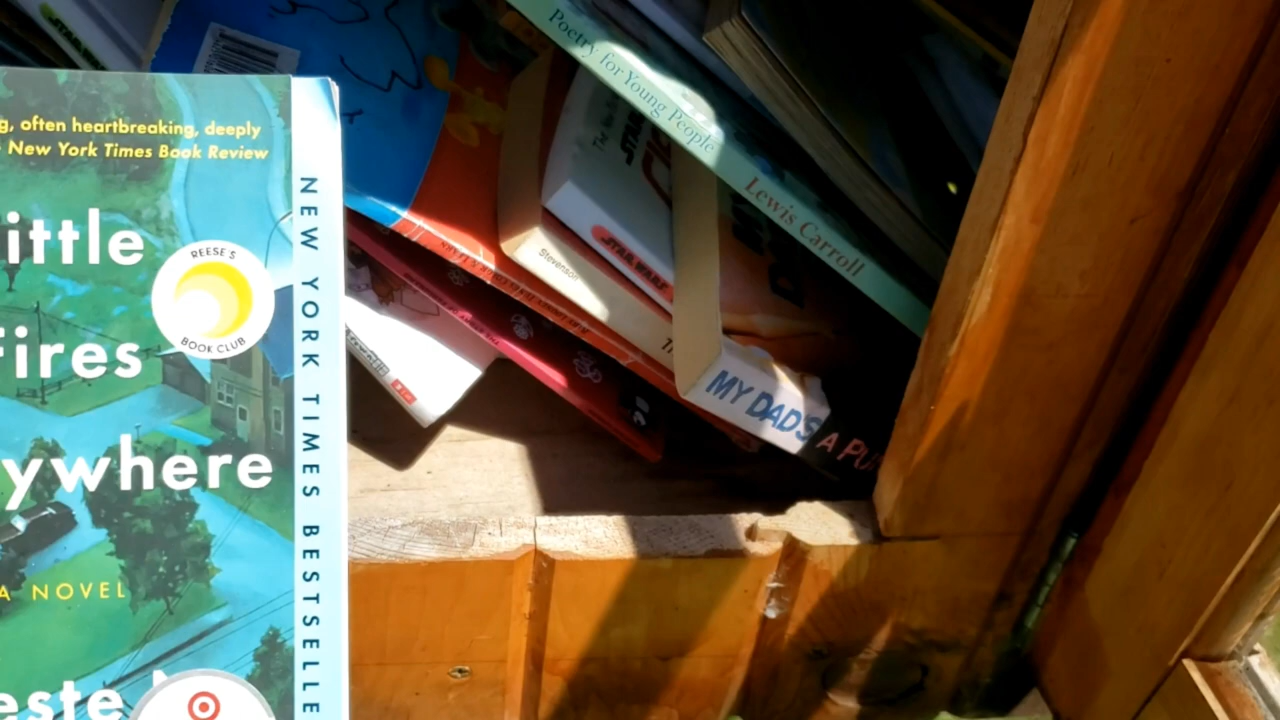 g, often heartbreaking, deeply
New York Times Book Review
ittle
Fires
ywhere
A NOVEL
este
REESE'S
BOOK CLUB
NEW YORK TIMES BESTSELLE
Poetry for Young People
Lewis Carroll
STAR WARS
Stevenson
MY DAD'S A PU